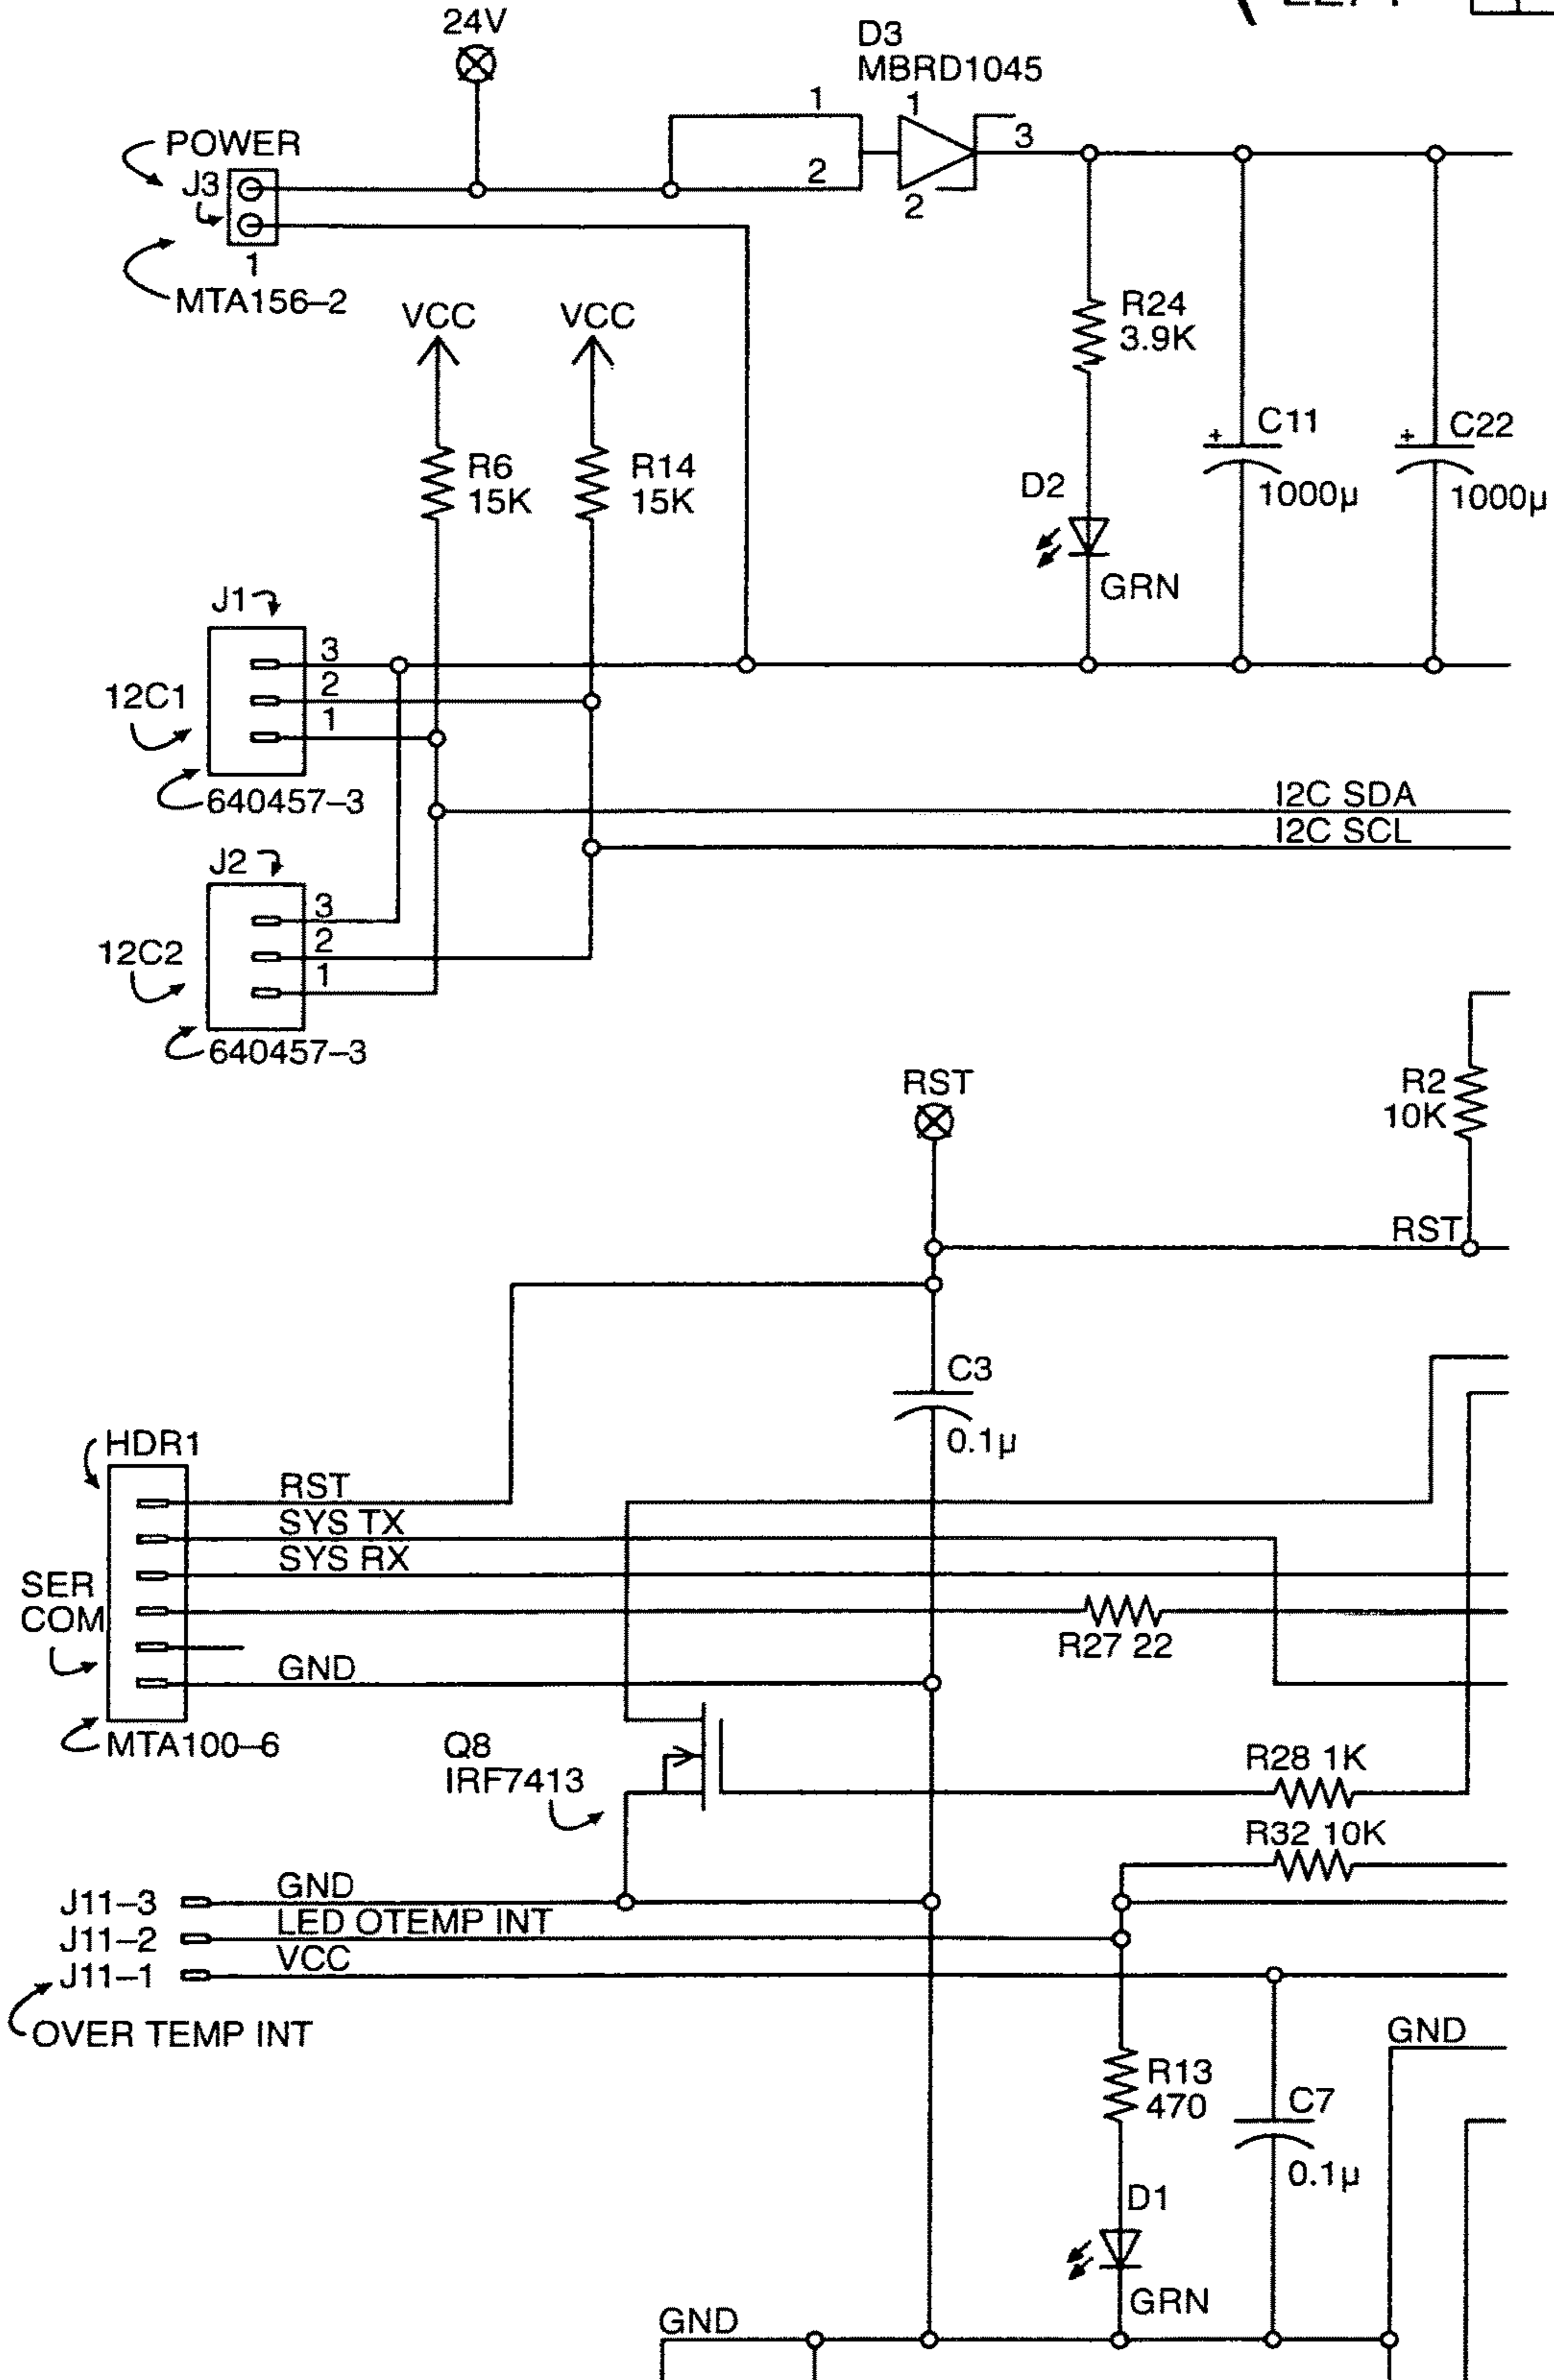 24V
D3
MBRD1045
1
1
3
2
2
POWER
J3
1
MTA156–2
VCC
VCC
R24
3.9K
R6
15K
R14
15K
C11
+
1000µ
C22
+
1000µ
D2
GRN
J1
3
2
1
12C1
640457–3
I2C SDA
I2C SCL
J2
3
2
1
12C2
640457–3
RST
R2
10K
RST
C3
0.1µ
HDR1
RST
SYS TX
SYS RX
SER
COM
R27 22
GND
MTA100–6
Q8
IRF7413
R28 1K
R32 10K
GND
J11–3
LED OTEMP INT
J11–2
VCC
J11–1
OVER TEMP INT
GND
R13
470
C7
0.1µ
D1
GRN
GND